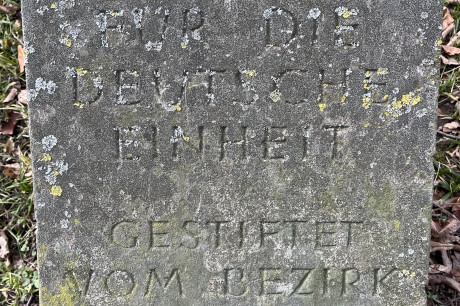 FÜR DIE
DEUTSCHE
EINHEIT
GESTIFTET
VOM BEZIRK